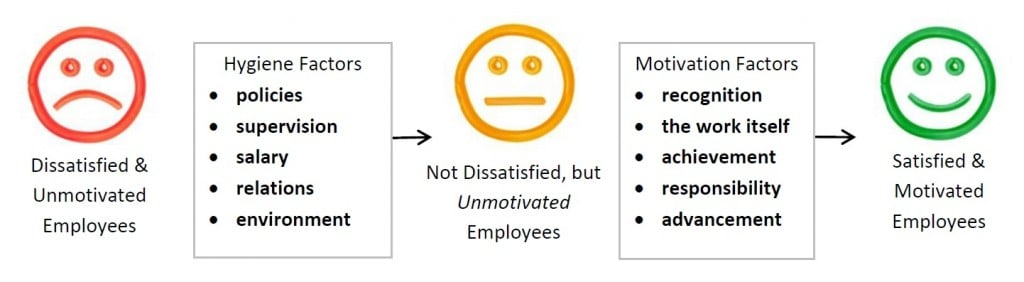 Dissatisfied &
Unmotivated
Employees
Hygiene Factors
• policies
• supervision
• salary
• relations
• environment
Not Dissatisfied, but
Unmotivated
Employees
Motivation Factors
• recognition
• the work itself
• achievement
• responsibility
• advancement
Satisfied &
Motivated
Employees